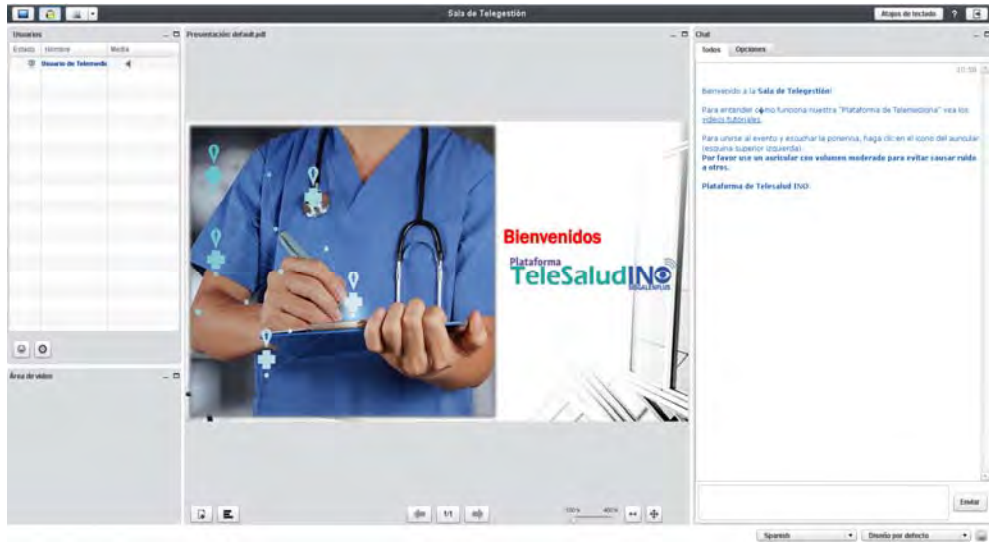 Sala de Telegestión
Atajos de teclado
?
Usuarios
Estado Nombre Media
Usuario de Telemedic
Presentación: default.pdf
Bienvenidos
Plataforma
TeleSaludINO
Chat
Todos Opciones
Bienvenido a la Sala de Telegestión!
Para entender c�mo funciona nuestra "Plataforma de Telemedicina" vea los
videos tutoriales.
Para unirse al evento y escuchar la ponencia, haga clic en el icono del auricular
(esquina superior izquierda).
Por favor use un auricular con volumen moderado para evitar causar ruido
a otros.
Plataforma de Telesalud INO
Área de video
1/1
100%
400%
Enviar
Spanish
Diseño por defecto